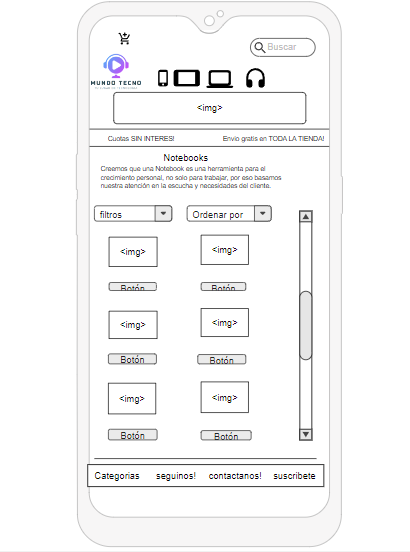 Buscar
MUNDO TECNO
<img>
Cuotas SIN INTERES!
Envio gratis en TODA LA TIENDA!
Notebooks
Creemos que una Notebook es una herramienta para el
crecimiento personal, no solo para trabajar, por eso basamos
nuestra atención en la escucha y necesidades del cliente.
filtros
Ordenar por
<img>
<img>
Botón
Botón
<img>
<img>
Botón
Botón
<img>
<img>
Botón
Botón
Categorias
seguinos!
contactanos!
suscribete